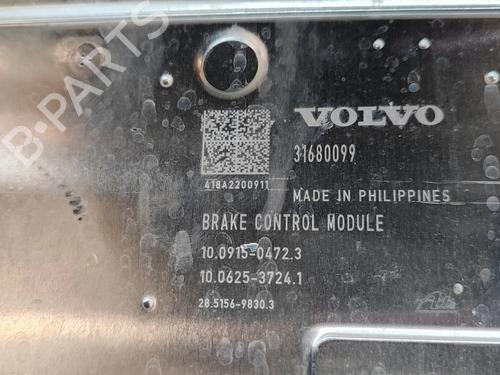 B-PARTS
VOLVO
31680099
418A2200911
MADE IN PHILIPPINES
BRAKE CONTROL MODULE
10.0915-0472.3
10.0625-3724.1
28.5156-9830.3
Ate